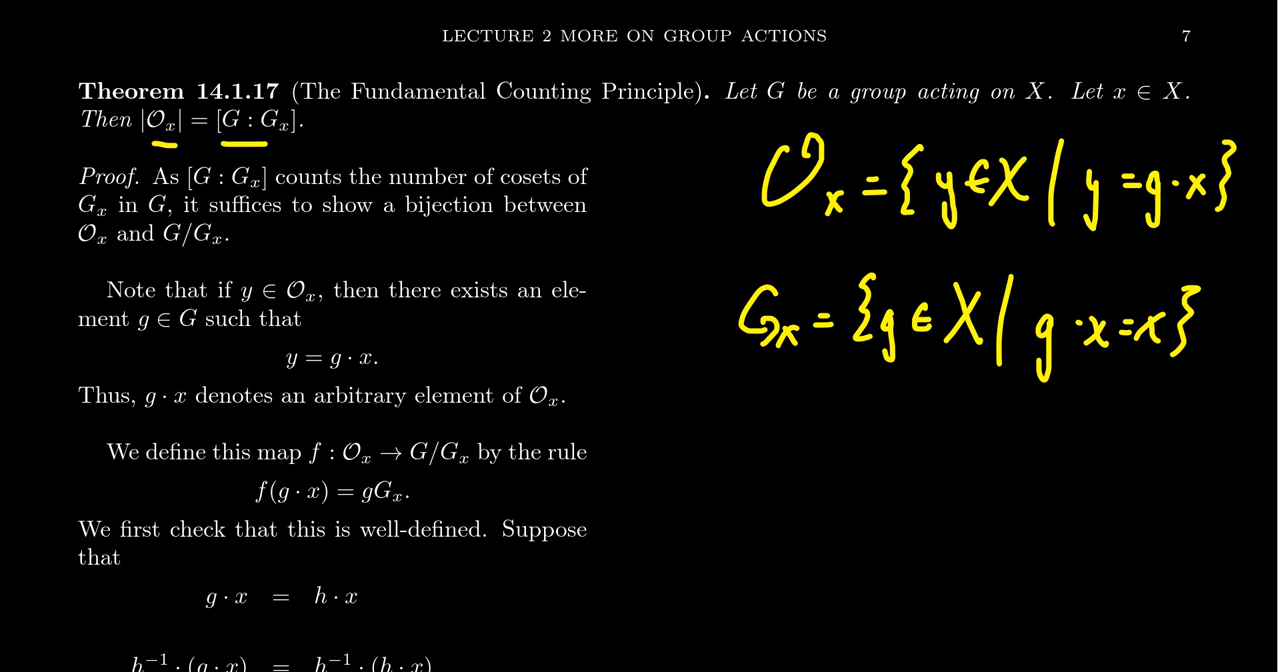 LECTURE 2 MORE ON GROUP ACTIONS 7
Theorem 14.1.17 (The Fundamental Counting Principle). Let G be a group acting on X. Let x ∈ X.
Then |𝒪ₓ| = [G : Gₓ].
Proof. As [G : Gₓ] counts the number of cosets of
Gₓ in G, it suffices to show a bijection between
𝒪ₓ and G/Gₓ.
Note that if y ∈ 𝒪ₓ, then there exists an ele-
ment g ∈ G such that
y = g · x.
Thus, g · x denotes an arbitrary element of 𝒪ₓ.
We define this map f : 𝒪ₓ → G/Gₓ by the rule
f(g · x) = gGₓ.
We first check that this is well-defined. Suppose
that
g · x = h · x
h⁻¹ · (g · x) = h⁻¹ · (h · x)
𝒪ₓ = { y ∈ X | y = g · x }
Gₓ = { g ∈ X | g · x = x }